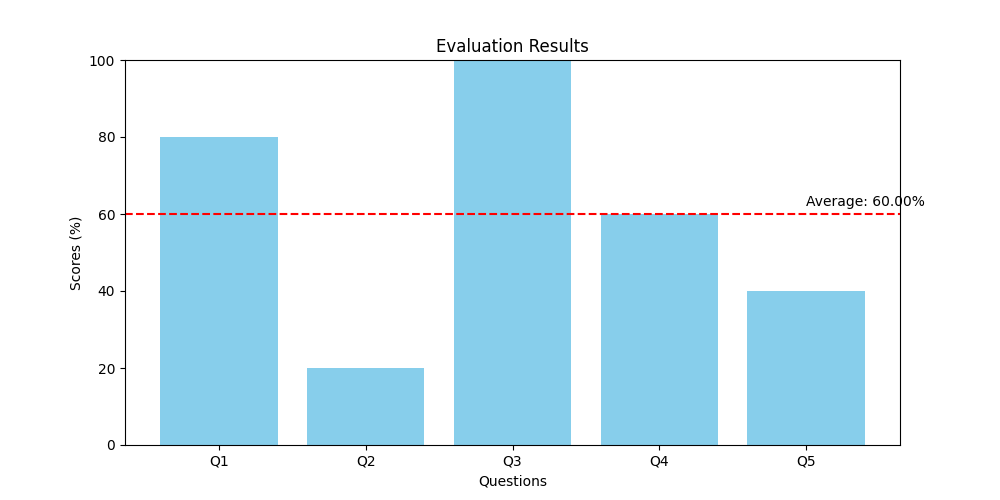 Evaluation Results
100
80
60
40
20
0
Scores (%)
Average: 60.00%
Q1 Q2 Q3 Q4 Q5
Questions